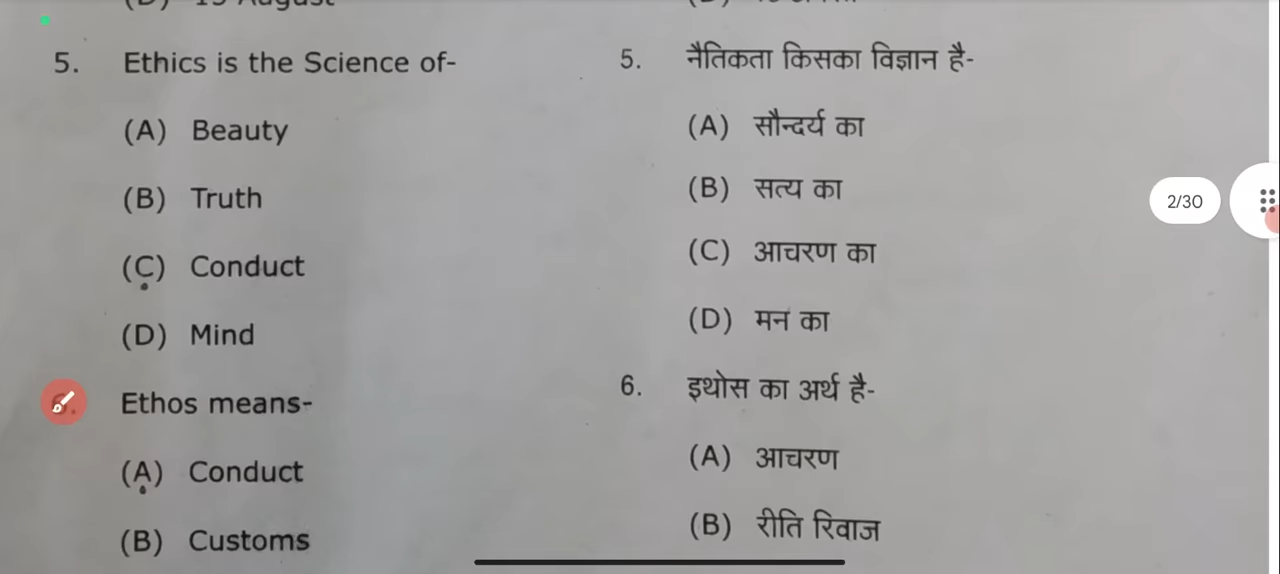 5. Ethics is the Science of-
(A) Beauty
(B) Truth
(C) Conduct
(D) Mind
6. Ethos means-
(A) Conduct
(B) Customs
5. नैतिकता किसका विज्ञान है-
(A) सौन्दर्य का
(B) सत्य का
(C) आचरण का
(D) मन का
6. इथोस का अर्थ है-
(A) आचरण
(B) रीति रिवाज
2/30